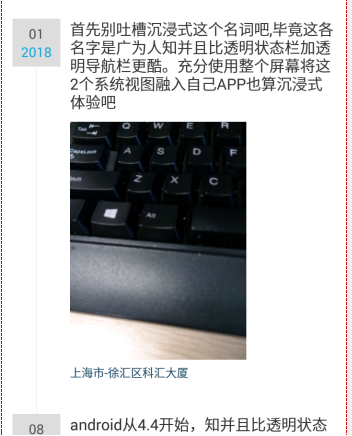 01
2018
首先别吐槽沉浸式这个名词吧,毕竟这各
名字是广为人知并且比透明状态栏加透
明导航栏更酷。充分使用整个屏幕将这
2个系统视图融入自己APP也算沉浸式
体验吧
Q W E R
Tab
CapsLock A S D F
Shift Z X C
Alt
上海市-徐汇区科汇大厦
08
android从4.4开始，知并且比透明状态